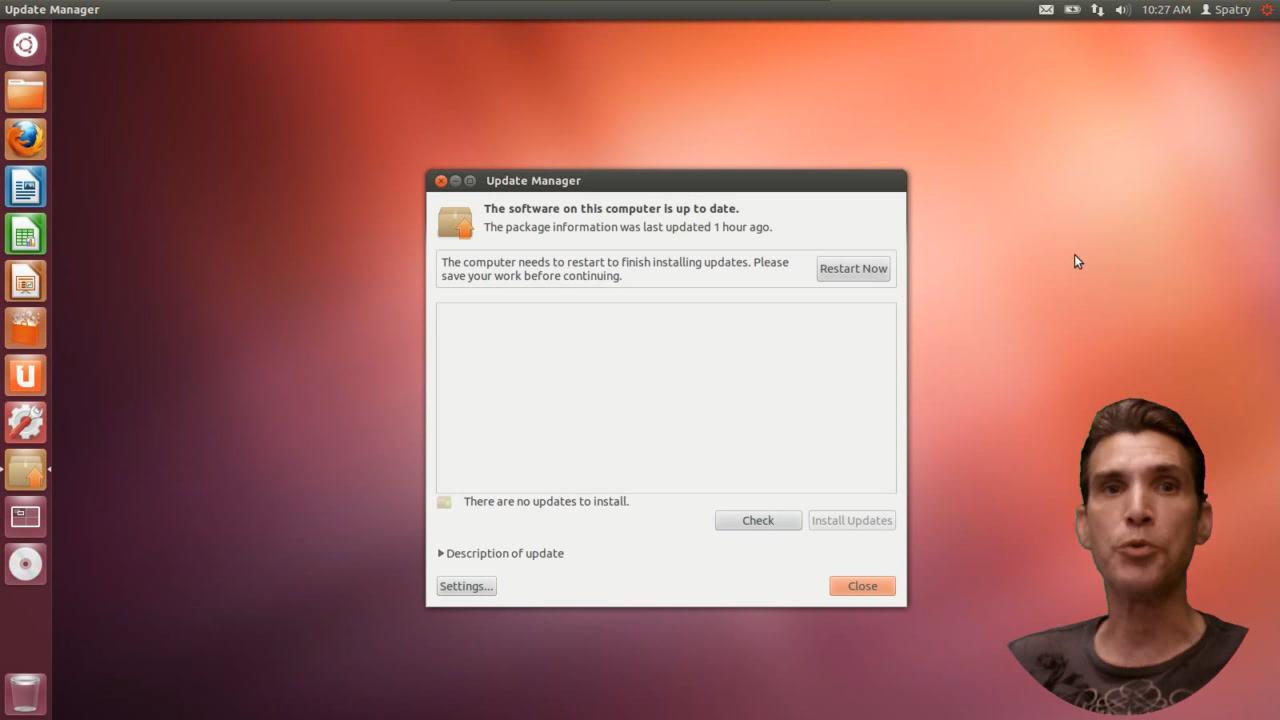 Update Manager
10:27 AM Spatry
Update Manager
The software on this computer is up to date.
The package information was last updated 1 hour ago.
The computer needs to restart to finish installing updates. Please
save your work before continuing.
Restart Now
There are no updates to install.
Check
Install Updates
Description of update
Settings...
Close